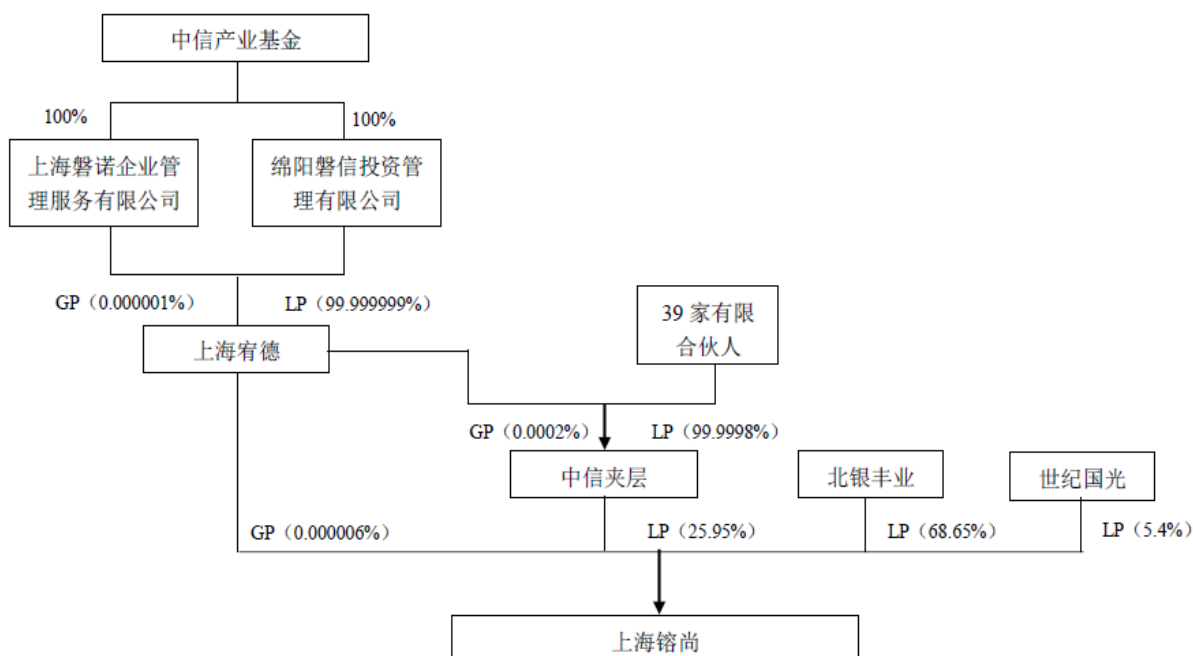 中信产业基金
100%
100%
上海磐诺企业管
理服务有限公司
绵阳磐信投资管
理有限公司
GP（0.000001%）
LP（99.999999%）
39 家有限
合伙人
上海宥德
GP（0.0002%）
LP（99.9998%）
中信夹层
北银丰业
世纪国光
GP（0.000006%）
LP（25.95%）
LP（68.65%）
LP（5.4%）
上海镕尚